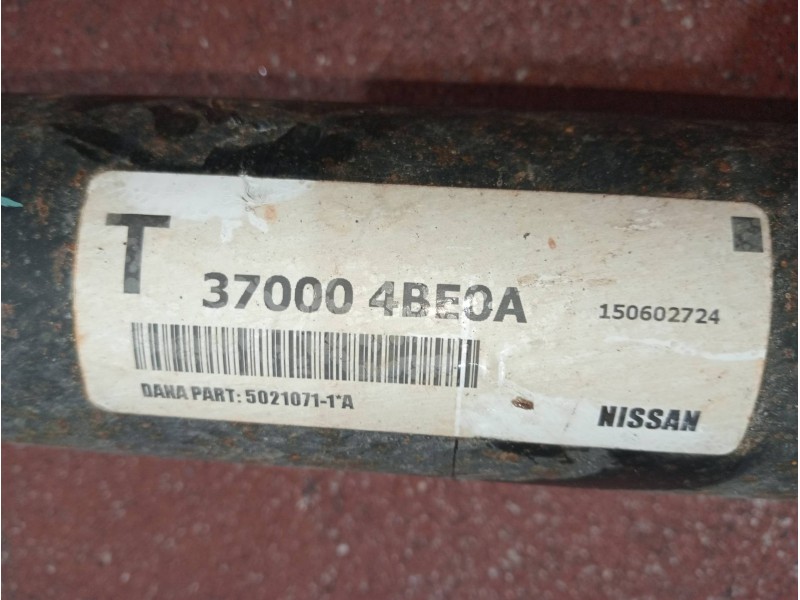 T
37000 4BE0A
150602724
DANA PART: 5021071-1*A
NISSAN